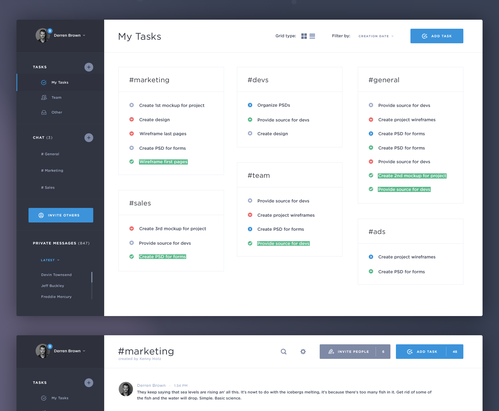 Darren Brown
TASKS
My Tasks
Team
Other
CHAT (3)
# General
# Marketing
# Sales
INVITE OTHERS
PRIVATE MESSAGES
LATEST
Devin Townsend
Jeff Buckley
Freddie Mercury
My Tasks
Grid type:
Filter by:
CREATION DATE
ADD TASK
#marketing
Create 1st mockup for project
Create design
Wireframe last pages
Create PSD for forms
Wireframe first pages
#sales
Create 3rd mockup for project
Provide source for devs
Create PSD for forms
#devs
Organize PSDs
Provide source for devs
Create design
#team
Provide source for devs
Create project wireframes
Create PSD for forms
Provide source for devs
#general
Provide source for devs
Create project wireframes
Create PSD for forms
Create PSD for forms
Create PSD for forms
Provide source for devs
Create 2nd mockup for project
Provide source for devs
#ads
Create project wireframes
Create PSD for forms
Darren Brown
TASKS
My Tasks
#marketing
INVITE PEOPLE
ADD TASK
Darren Brown
They keep saying that sea levels are rising an' all this. It's nowt to do with the icebergs melting, it's because there's too many fish in it. Get rid of some of
the fish and the water will drop. Simple. Basic science.